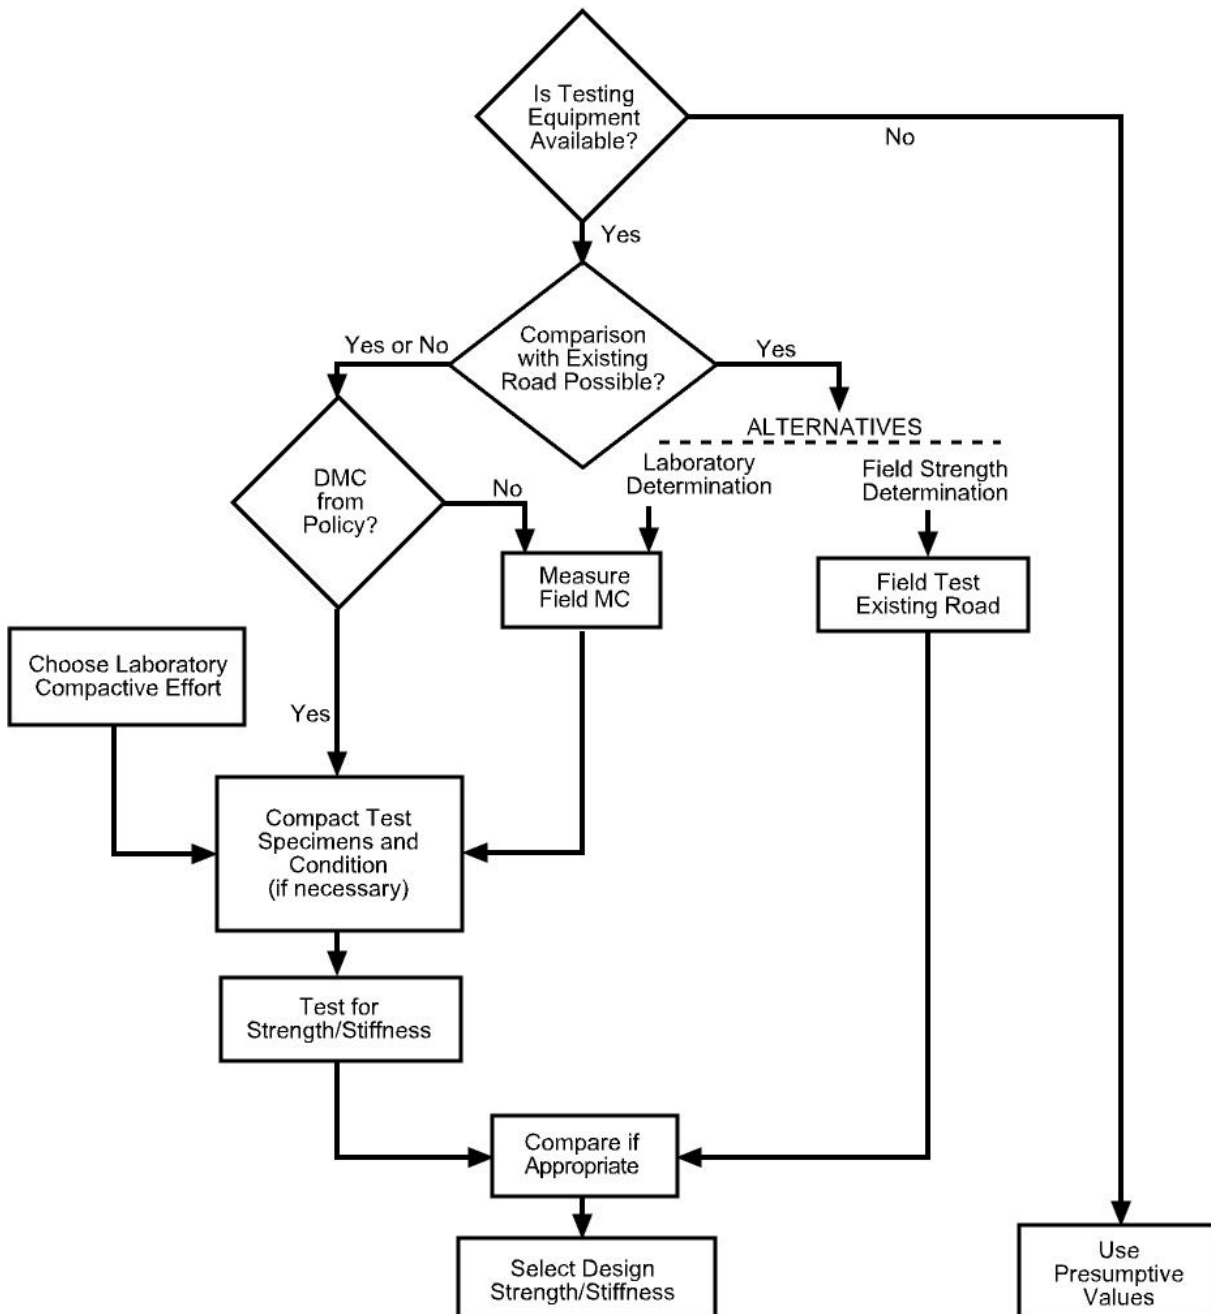 Is Testing
Equipment
Available?
No
Yes
Comparison
with Existing
Road Possible?
Yes or No
Yes
ALTERNATIVES
Laboratory
Determination
Field Strength
Determination
DMC
from
Policy?
No
Measure
Field MC
Field Test
Existing Road
Choose Laboratory
Compactive Effort
Yes
Compact Test
Specimens and
Condition
(if necessary)
Test for
Strength/Stiffness
Compare if
Appropriate
Select Design
Strength/Stiffness
Use
Presumptive
Values